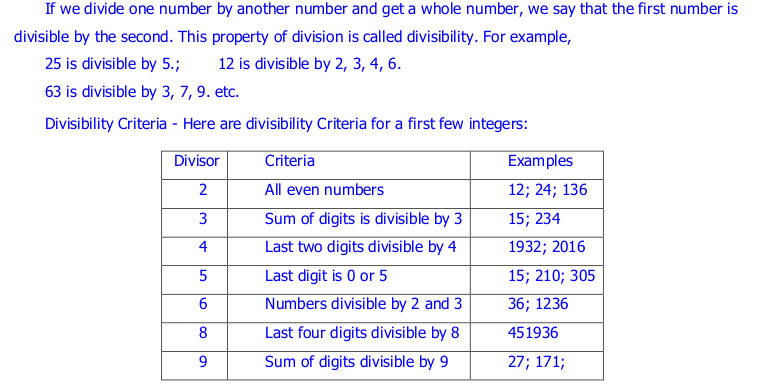 If we divide one number by another number and get a whole number, we say that the first number is
divisible by the second. This property of division is called divisibility. For example,
25 is divisible by 5.; 12 is divisible by 2, 3, 4, 6.
63 is divisible by 3, 7, 9. etc.
Divisibility Criteria - Here are divisibility Criteria for a first few integers:
Divisor Criteria Examples
2 All even numbers 12; 24; 136
3 Sum of digits is divisible by 3 15; 234
4 Last two digits divisible by 4 1932; 2016
5 Last digit is 0 or 5 15; 210; 305
6 Numbers divisible by 2 and 3 36; 1236
8 Last four digits divisible by 8 451936
9 Sum of digits divisible by 9 27; 171;